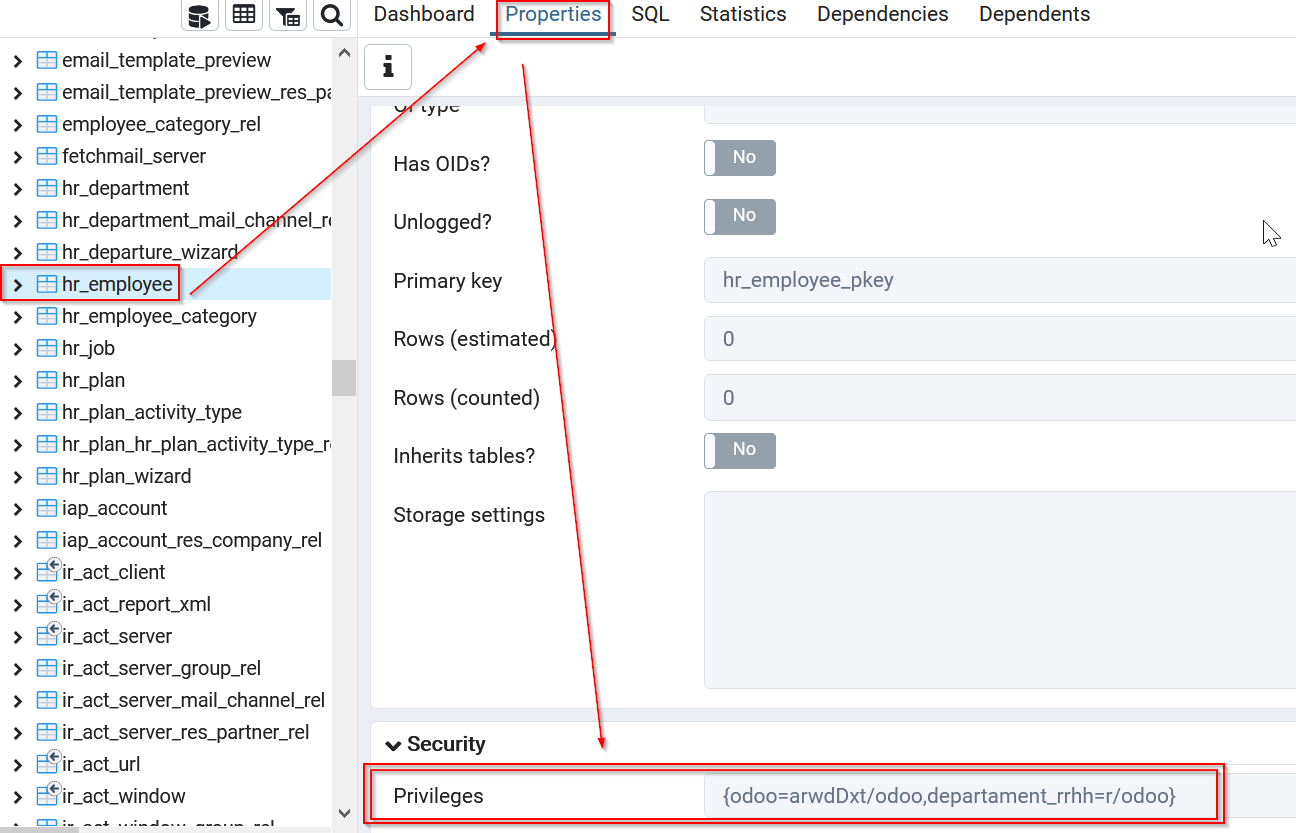 Dashboard Properties SQL Statistics Dependencies Dependents
email_template_preview
email_template_preview_res_pa
employee_category_rel
fetchmail_server
hr_department
hr_department_mail_channel_re
hr_departure_wizard
hr_employee
hr_employee_category
hr_job
hr_plan
hr_plan_activity_type
hr_plan_hr_plan_activity_type_re
hr_plan_wizard
iap_account
iap_account_res_company_rel
ir_act_client
ir_act_report_xml
ir_act_server
ir_act_server_group_rel
ir_act_server_mail_channel_rel
ir_act_server_res_partner_rel
ir_act_url
ir_act_window
ir_act_window_group_rel
Of type
Has OIDs? No
Unlogged? No
Primary key hr_employee_pkey
Rows (estimated) 0
Rows (counted) 0
Inherits tables? No
Storage settings
Security
Privileges {odoo=arwdDxt/odoo,departament_rrhh=r/odoo}